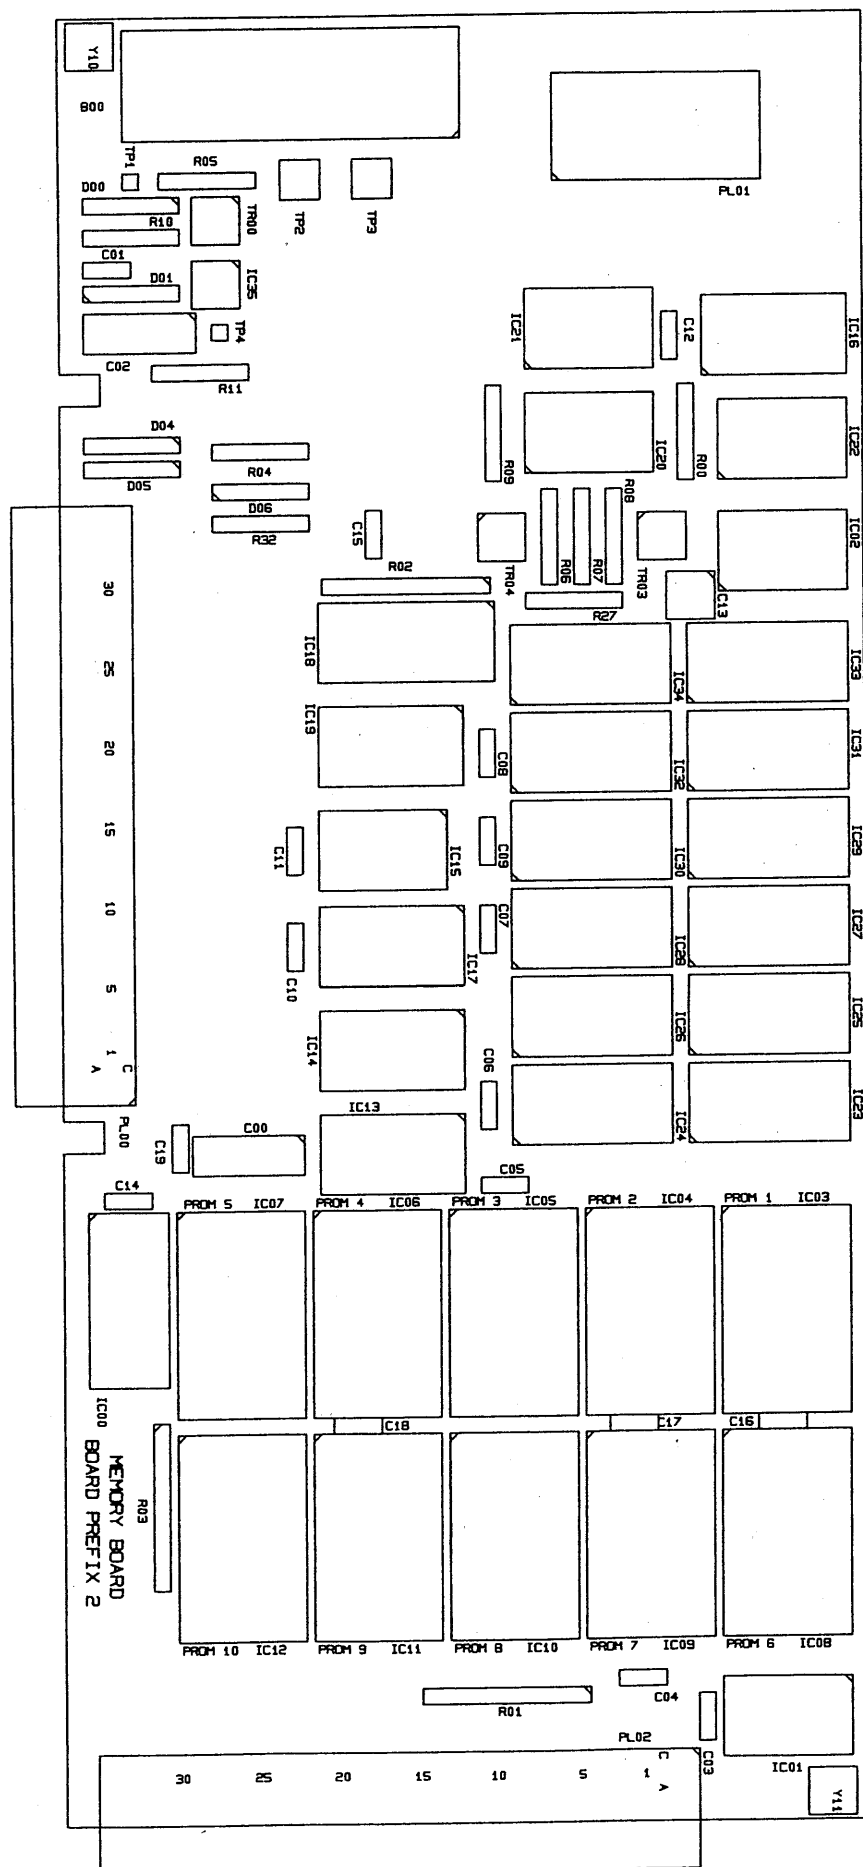 Y10
B00
PL01
TP1
R05
D00
R10
TR00
TP2
TP3
C01
D01
IC35
C02
TP4
R11
IC21
C12
IC16
D04
D05
R04
D06
R32
R09
IC20
R00
IC22
R08
C15
TR04
R06
R07
TR03
IC02
R02
R27
C13
IC18
IC34
IC33
IC19
C08
IC32
IC31
C11
IC15
C09
IC30
IC29
C10
IC17
C07
IC28
IC27
IC14
IC26
IC25
C06
IC24
IC23
30
25
20
15
10
5
1
C
A
PL00
C19
C00
IC13
C05
C14
PROM 5 IC07
PROM 4 IC06
PROM 3 IC05
PROM 2 IC04
PROM 1 IC03
IC00
C18
C17
C16
R03
MEMORY BOARD
BOARD PREFIX 2
PROM 10 IC12
PROM 9 IC11
PROM 8 IC10
PROM 7 IC09
PROM 6 IC08
R01
C04
C03
IC01
PL02
Y11
30
25
20
15
10
5
1
C
A